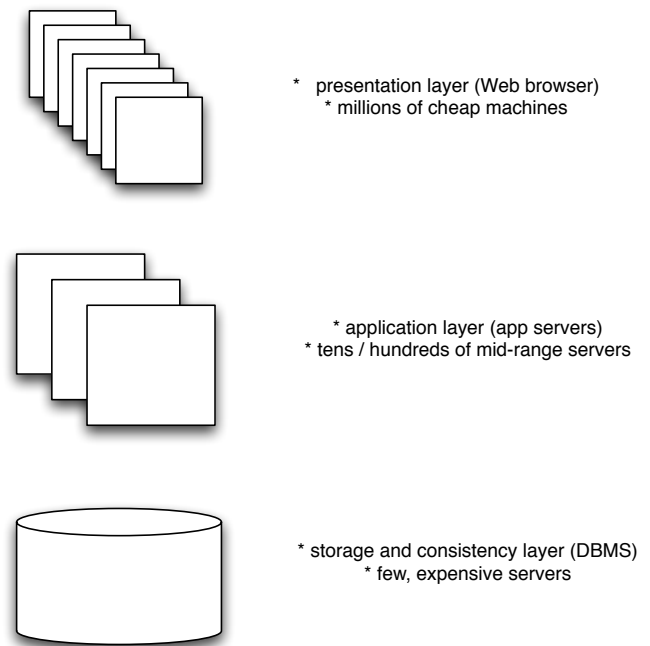 * presentation layer (Web browser)
* millions of cheap machines
* application layer (app servers)
* tens / hundreds of mid-range servers
* storage and consistency layer (DBMS)
* few, expensive servers